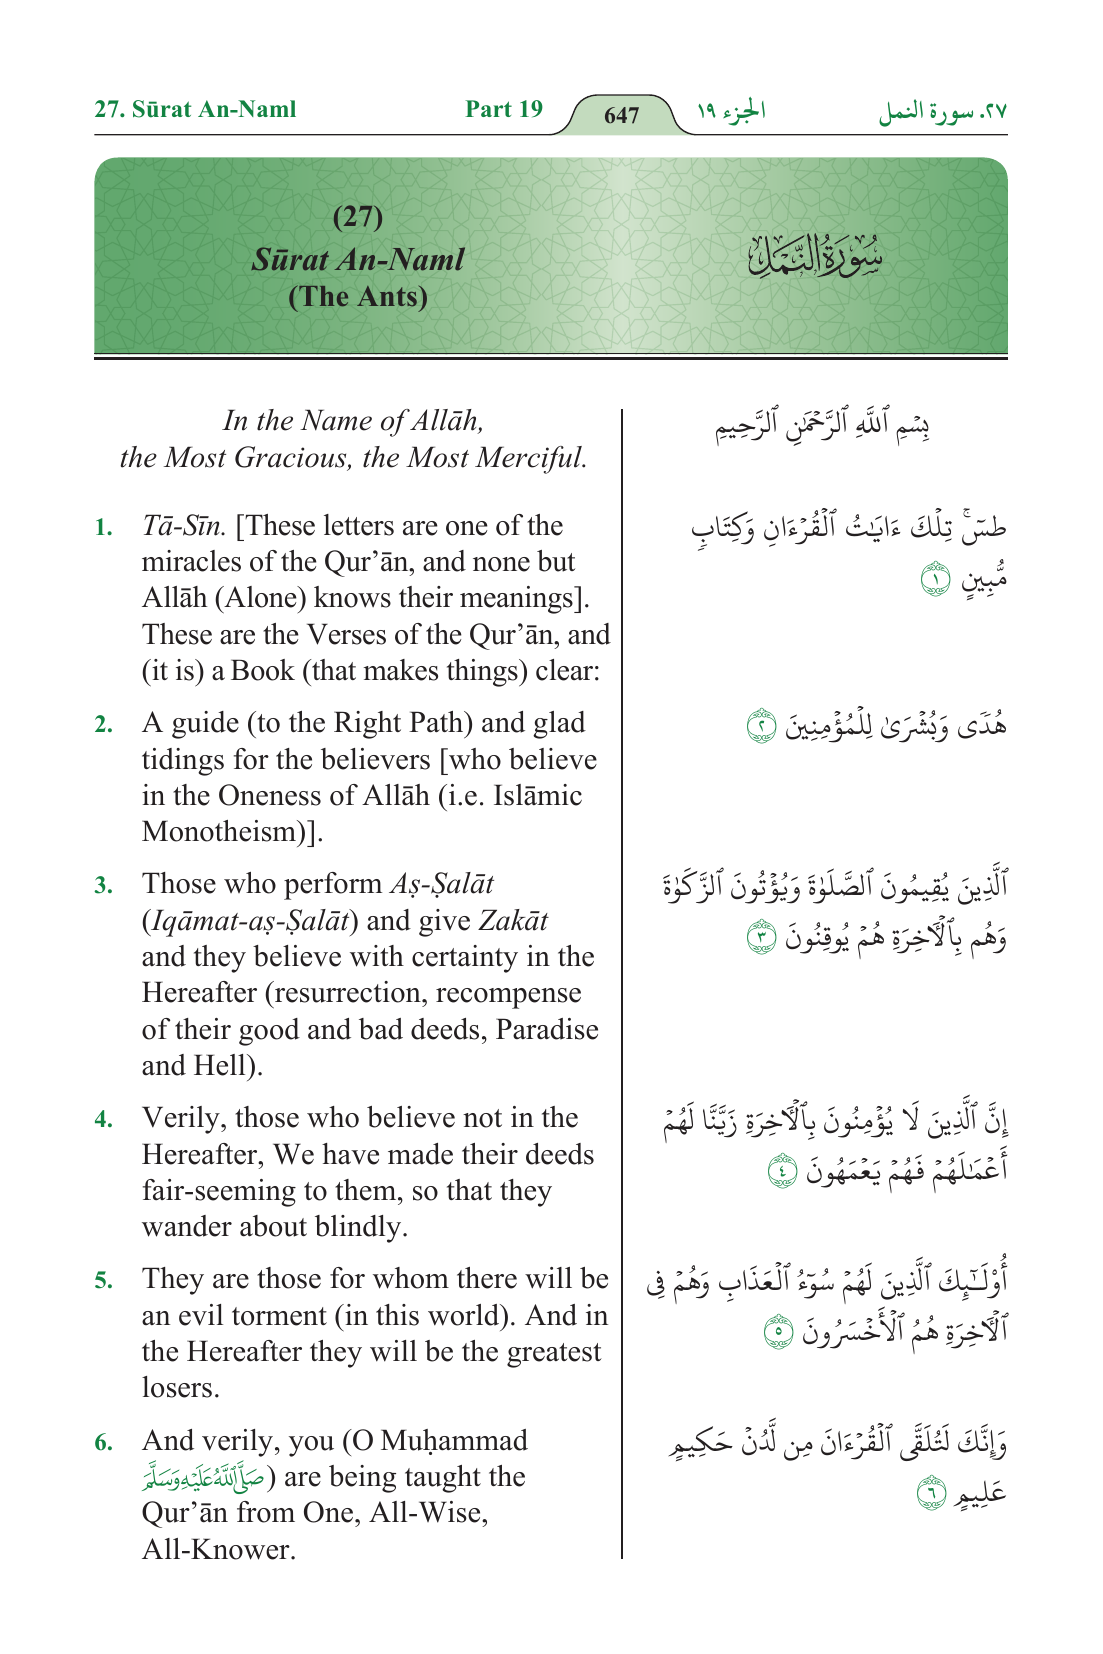 27. Sūrat An-Naml
Part 19
647
الجزء ١٩
٢٧. سورة النمل
(27)
Sūrat An-Naml
(The Ants)
سُورَةُ النَّمْلِ
In the Name of Allāh,
the Most Gracious, the Most Merciful.
1. Tā-Sīn. [These letters are one of the
miracles of the Qur’ān, and none but
Allāh (Alone) knows their meanings].
These are the Verses of the Qur’ān, and
(it is) a Book (that makes things) clear:
2. A guide (to the Right Path) and glad
tidings for the believers [who believe
in the Oneness of Allāh (i.e. Islāmic
Monotheism)].
3. Those who perform Aṣ-Ṣalāt
(Iqāmat-aṣ-Ṣalāt) and give Zakāt
and they believe with certainty in the
Hereafter (resurrection, recompense
of their good and bad deeds, Paradise
and Hell).
4. Verily, those who believe not in the
Hereafter, We have made their deeds
fair-seeming to them, so that they
wander about blindly.
5. They are those for whom there will be
an evil torment (in this world). And in
the Hereafter they will be the greatest
losers.
6. And verily, you (O Muḥammad
صَلَّى اللَّهُ عَلَيْهِ وَسَلَّمَ) are being taught the
Qur’ān from One, All-Wise,
All-Knower.
بِسۡمِ ٱللَّهِ ٱلرَّحۡمَٰنِ ٱلرَّحِيمِ
طسٓۚ تِلۡكَ ءَايَٰتُ ٱلۡقُرۡءَانِ وَكِتَابٖ
مُّبِينٍ ١
هُدٗى وَبُشۡرَىٰ لِلۡمُؤۡمِنِينَ ٢
ٱلَّذِينَ يُقِيمُونَ ٱلصَّلَوٰةَ وَيُؤۡتُونَ ٱلزَّكَوٰةَ
وَهُم بِٱلۡأٓخِرَةِ هُمۡ يُوقِنُونَ ٣
إِنَّ ٱلَّذِينَ لَا يُؤۡمِنُونَ بِٱلۡأٓخِرَةِ زَيَّنَّا لَهُمۡ
أَعۡمَٰلَهُمۡ فَهُمۡ يَعۡمَهُونَ ٤
أُوْلَٰٓئِكَ ٱلَّذِينَ لَهُمۡ سُوٓءُ ٱلۡعَذَابِ وَهُمۡ فِي
ٱلۡأٓخِرَةِ هُمُ ٱلۡأَخۡسَرُونَ ٥
وَإِنَّكَ لَتُلَقَّى ٱلۡقُرۡءَانَ مِن لَّدُنۡ حَكِيمٍ
عَلِيمٍ ٦